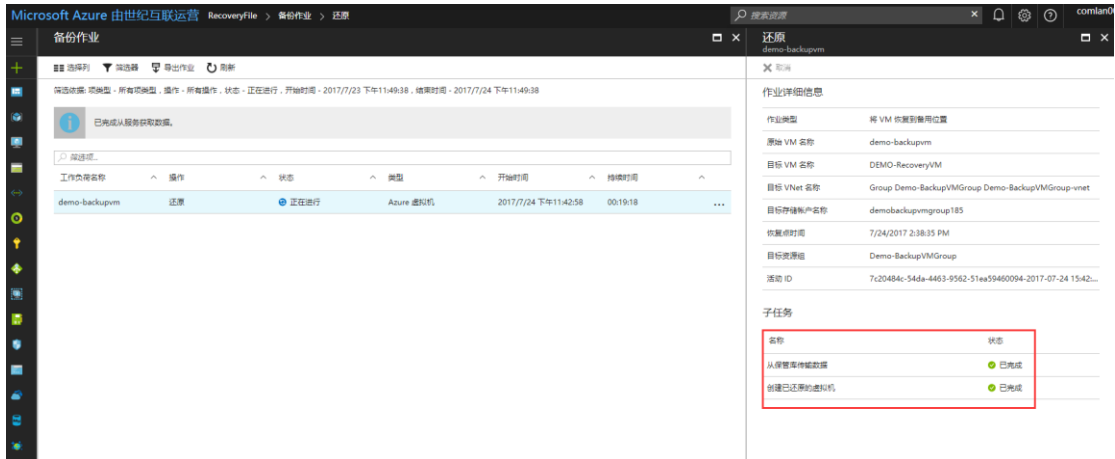 Microsoft Azure 由世纪互联运营 RecoveryFile > 备份作业 > 还原
搜索资源
comlan0
备份作业
选择列 筛选器 导出作业 刷新
筛选依据: 项类型 - 所有项类型，操作 - 所有操作，状态 - 正在进行，开始时间 - 2017/7/23 下午11:49:38，结束时间 - 2017/7/24 下午11:49:38
已完成从服务获取数据。
筛选项...
工作负荷名称 操作 状态 类型 开始时间 持续时间
demo-backupvm 还原 正在进行 Azure 虚拟机 2017/7/24 下午11:42:58 00:19:18 ...
还原
demo-backupvm
取消
作业详细信息
作业类型 将 VM 恢复到备用位置
原始 VM 名称 demo-backupvm
目标 VM 名称 DEMO-RecoveryVM
目标 VNet 名称 Group Demo-BackupVMGroup Demo-BackupVMGroup-vnet
目标存储帐户名称 demobackupvmgroup185
恢复点时间 7/24/2017 2:38:35 PM
目标资源组 Demo-BackupVMGroup
活动 ID 7c20484c-54da-4463-9562-51ea59460094-2017-07-24 15:42:...
子任务
名称 状态
从保管库传输数据 已完成
创建已还原的虚拟机 已完成